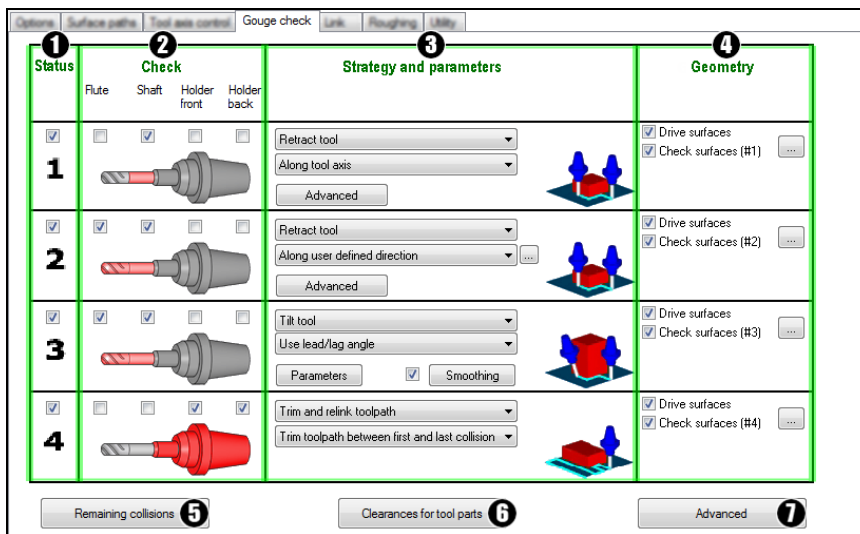 Options Surface paths Tool axis control Gouge check Link Roughing Utility
1 2 3 4
Status Check Strategy and parameters Geometry
Flute Shaft Holder front Holder back
1
Retract tool
Along tool axis
Advanced
Drive surfaces
Check surfaces (#1) ...
2
Retract tool
Along user defined direction ...
Advanced
Drive surfaces
Check surfaces (#2) ...
3
Tilt tool
Use lead/lag angle
Parameters Smoothing
Drive surfaces
Check surfaces (#3) ...
4
Trim and relink toolpath
Trim toolpath between first and last collision
Drive surfaces
Check surfaces (#4) ...
Remaining collisions 5 Clearances for tool parts 6 Advanced 7